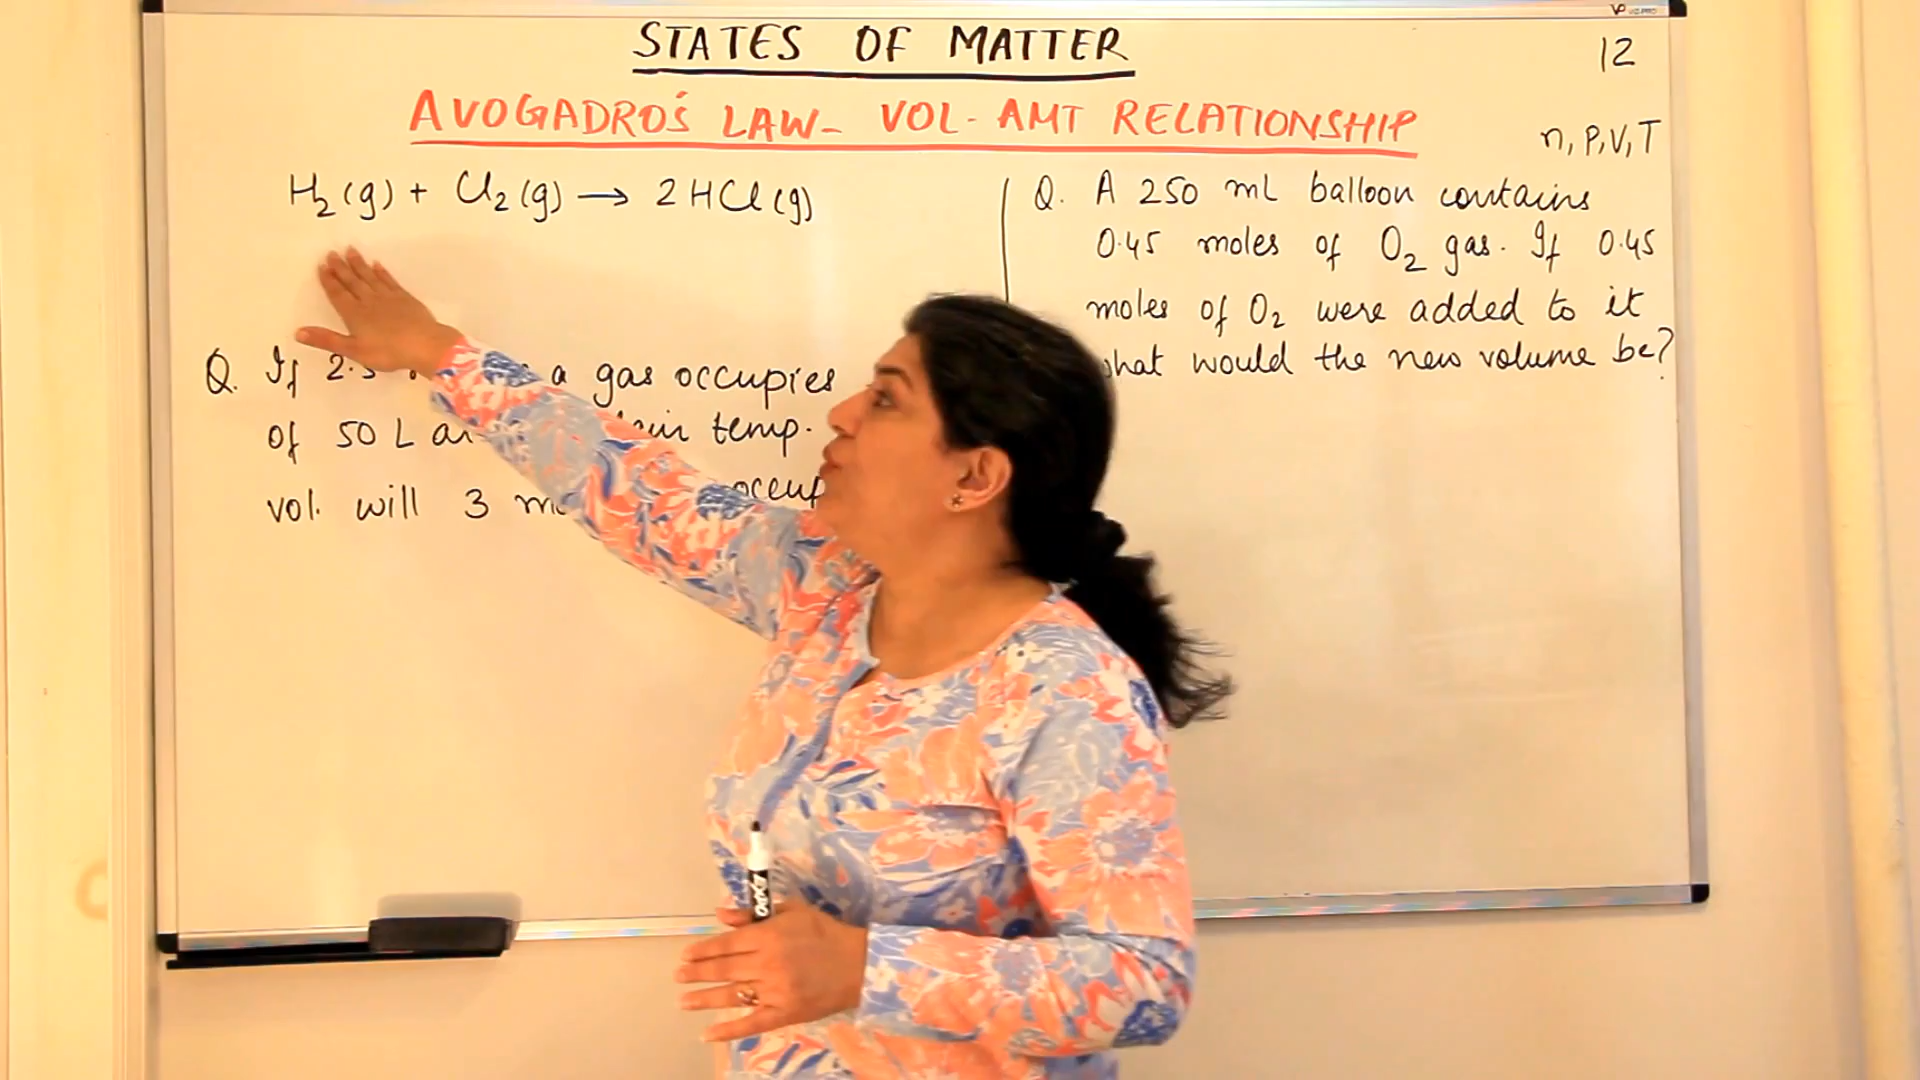 STATES OF MATTER
12
AVOGADRO'S LAW- VOL- AMT RELATIONSHIP
n, P, V, T
H₂(g) + Cl₂(g) → 2HCl(g)
Q. If a gas occupies
of 50 L temp.
vol. will 3
Q. A 250 mL balloon contains
0.45 moles of O₂ gas. If 0.45
moles of O₂ were added to it
what would the new volume be?
EXPO